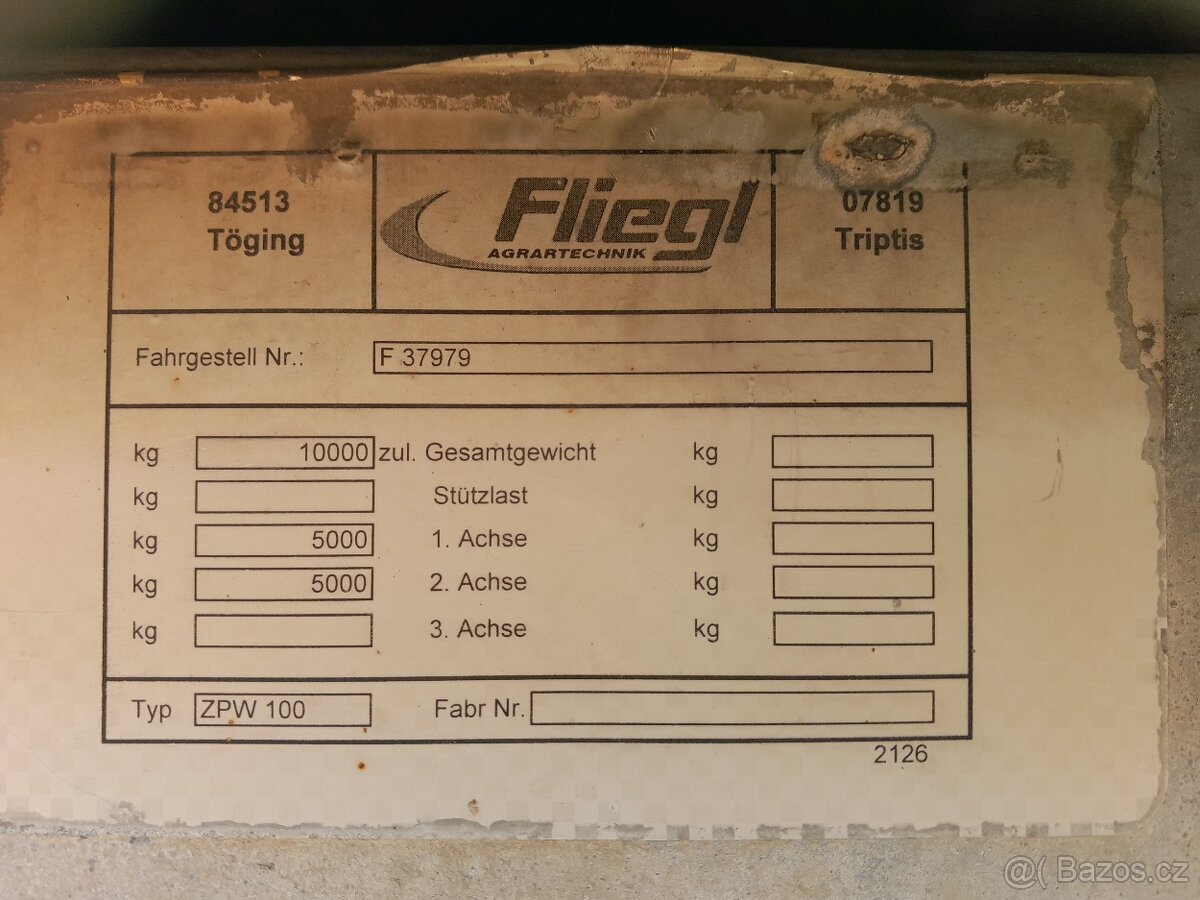 84513
Töging
Fliegl
AGRARTECHNIK
07819
Triptis
Fahrgestell Nr.: F 37979
kg 10000 zul. Gesamtgewicht kg
kg Stützlast kg
kg 5000 1. Achse kg
kg 5000 2. Achse kg
kg 3. Achse kg
Typ ZPW 100 Fabr Nr.
2126
@( Bazos.cz